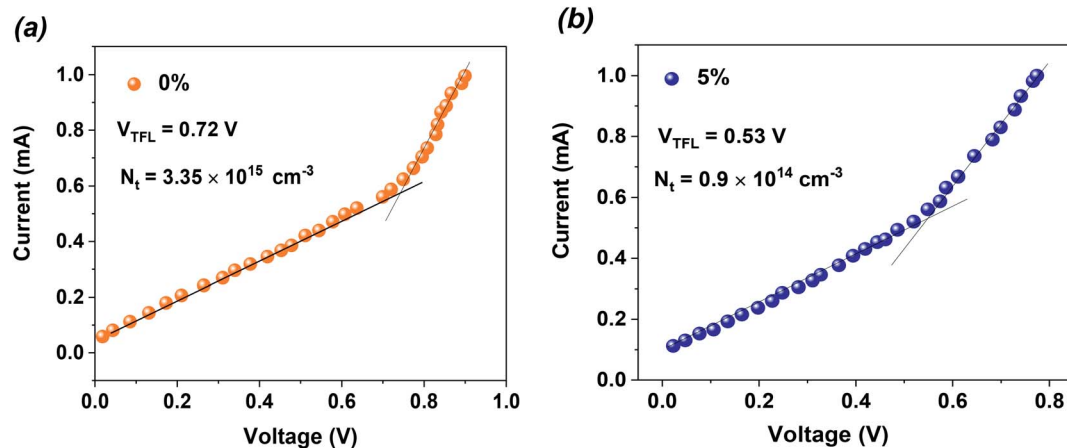 (a)
1.0
0.8
0.6
0.4
0.2
0.0
Current (mA)
0%
V_TFL = 0.72 V
N_t = 3.35 × 10^15 cm^-3
0.0 0.2 0.4 0.6 0.8 1.0
Voltage (V)
(b)
1.0
0.8
0.6
0.4
0.2
0.0
Current (mA)
5%
V_TFL = 0.53 V
N_t = 0.9 × 10^14 cm^-3
0.0 0.2 0.4 0.6 0.8
Voltage (V)